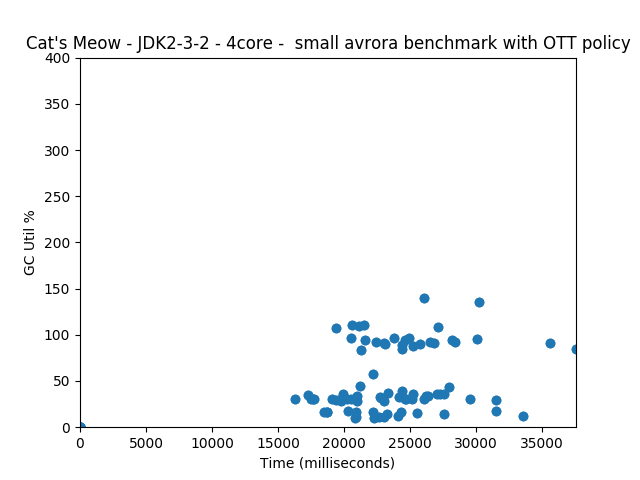 Cat's Meow - JDK2-3-2 - 4core -  small avrora benchmark with OTT policy
400
350
300
250
200
150
100
50
0
GC Util %
0 5000 10000 15000 20000 25000 30000 35000
Time (milliseconds)